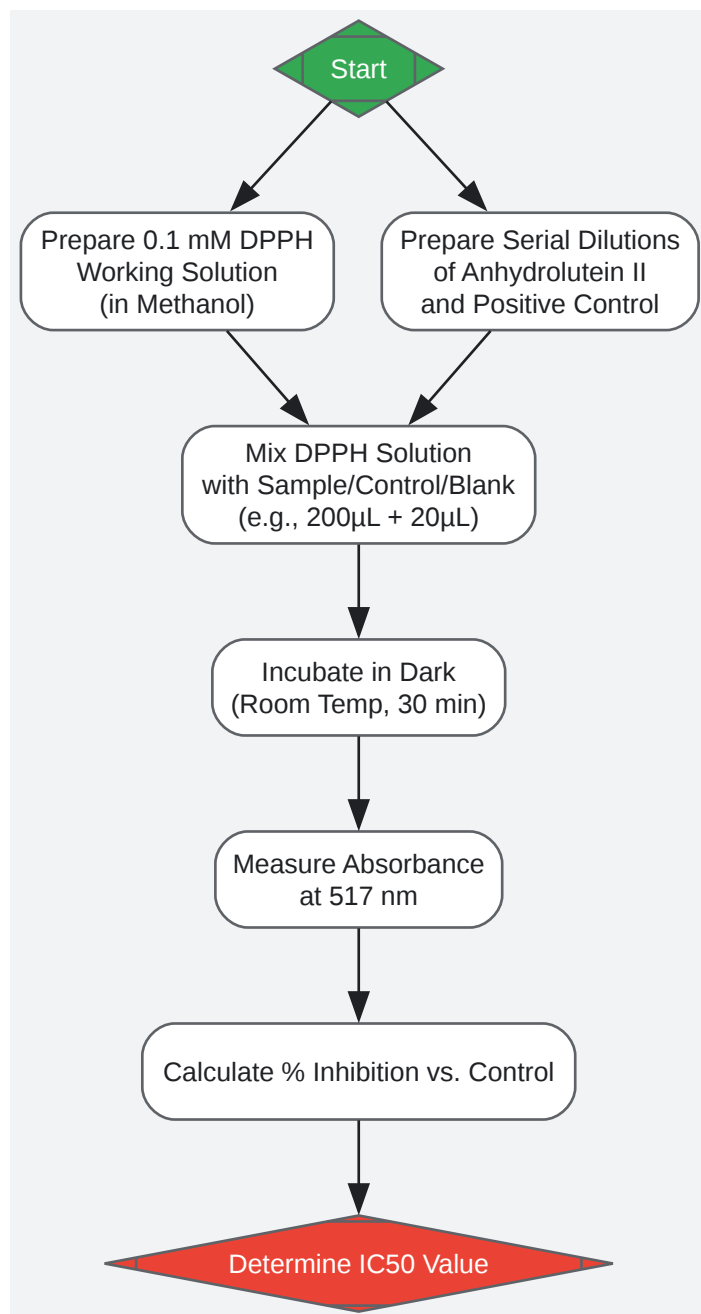 Start
Prepare 0.1 mM DPPH
Working Solution
(in Methanol)
Prepare Serial Dilutions
of Anhydrolutein II
and Positive Control
Mix DPPH Solution
with Sample/Control/Blank
(e.g., 200µL + 20µL)
Incubate in Dark
(Room Temp, 30 min)
Measure Absorbance
at 517 nm
Calculate % Inhibition vs. Control
Determine IC50 Value